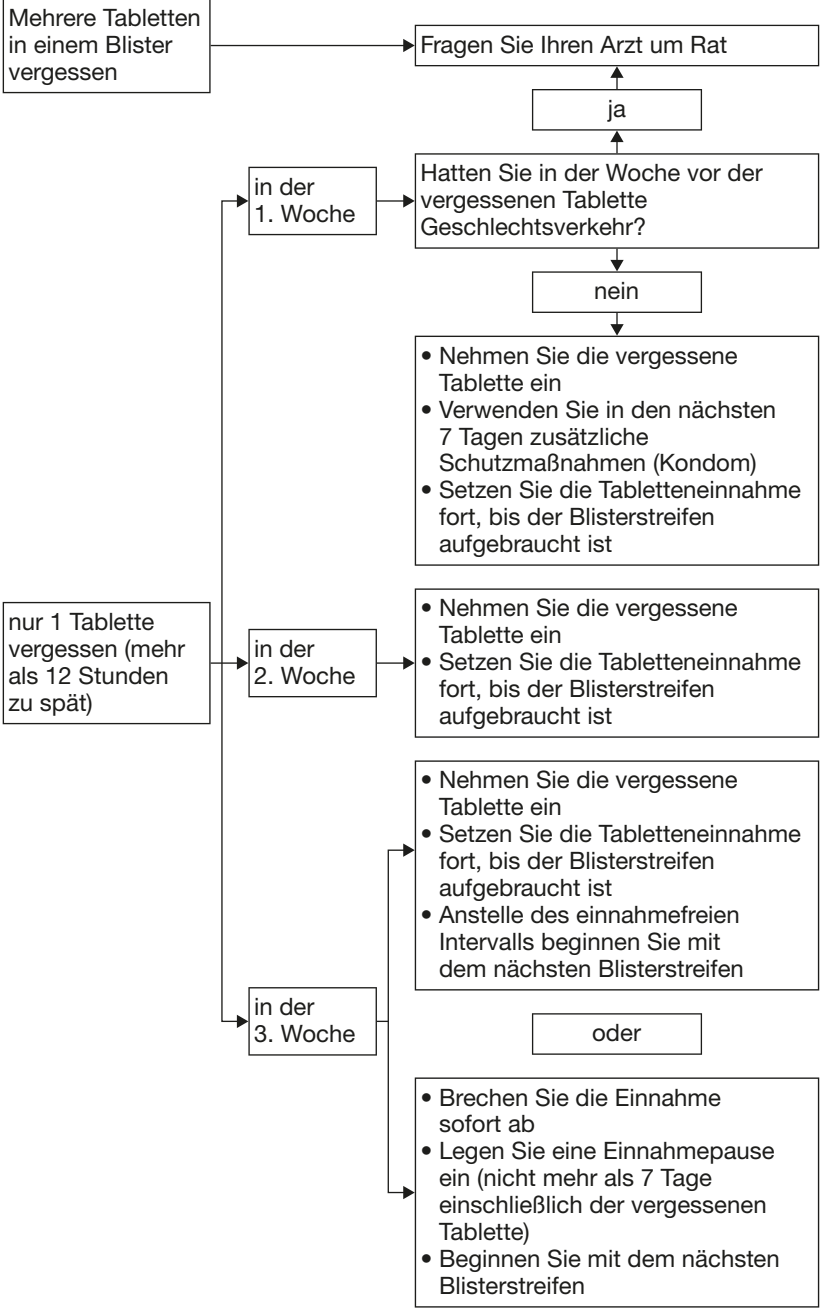 Mehrere Tabletten
in einem Blister
vergessen
Fragen Sie Ihren Arzt um Rat
ja
in der
1. Woche
Hatten Sie in der Woche vor der
vergessenen Tablette
Geschlechtsverkehr?
nein
• Nehmen Sie die vergessene
Tablette ein
• Verwenden Sie in den nächsten
7 Tagen zusätzliche
Schutzmaßnahmen (Kondom)
• Setzen Sie die Tabletteneinnahme
fort, bis der Blisterstreifen
aufgebraucht ist
nur 1 Tablette
vergessen (mehr
als 12 Stunden
zu spät)
in der
2. Woche
• Nehmen Sie die vergessene
Tablette ein
• Setzen Sie die Tabletteneinnahme
fort, bis der Blisterstreifen
aufgebraucht ist
in der
3. Woche
• Nehmen Sie die vergessene
Tablette ein
• Setzen Sie die Tabletteneinnahme
fort, bis der Blisterstreifen
aufgebraucht ist
• Anstelle des einnahmefreien
Intervalls beginnen Sie mit
dem nächsten Blisterstreifen
oder
• Brechen Sie die Einnahme
sofort ab
• Legen Sie eine Einnahmepause
ein (nicht mehr als 7 Tage
einschließlich der vergessenen
Tablette)
• Beginnen Sie mit dem nächsten
Blisterstreifen